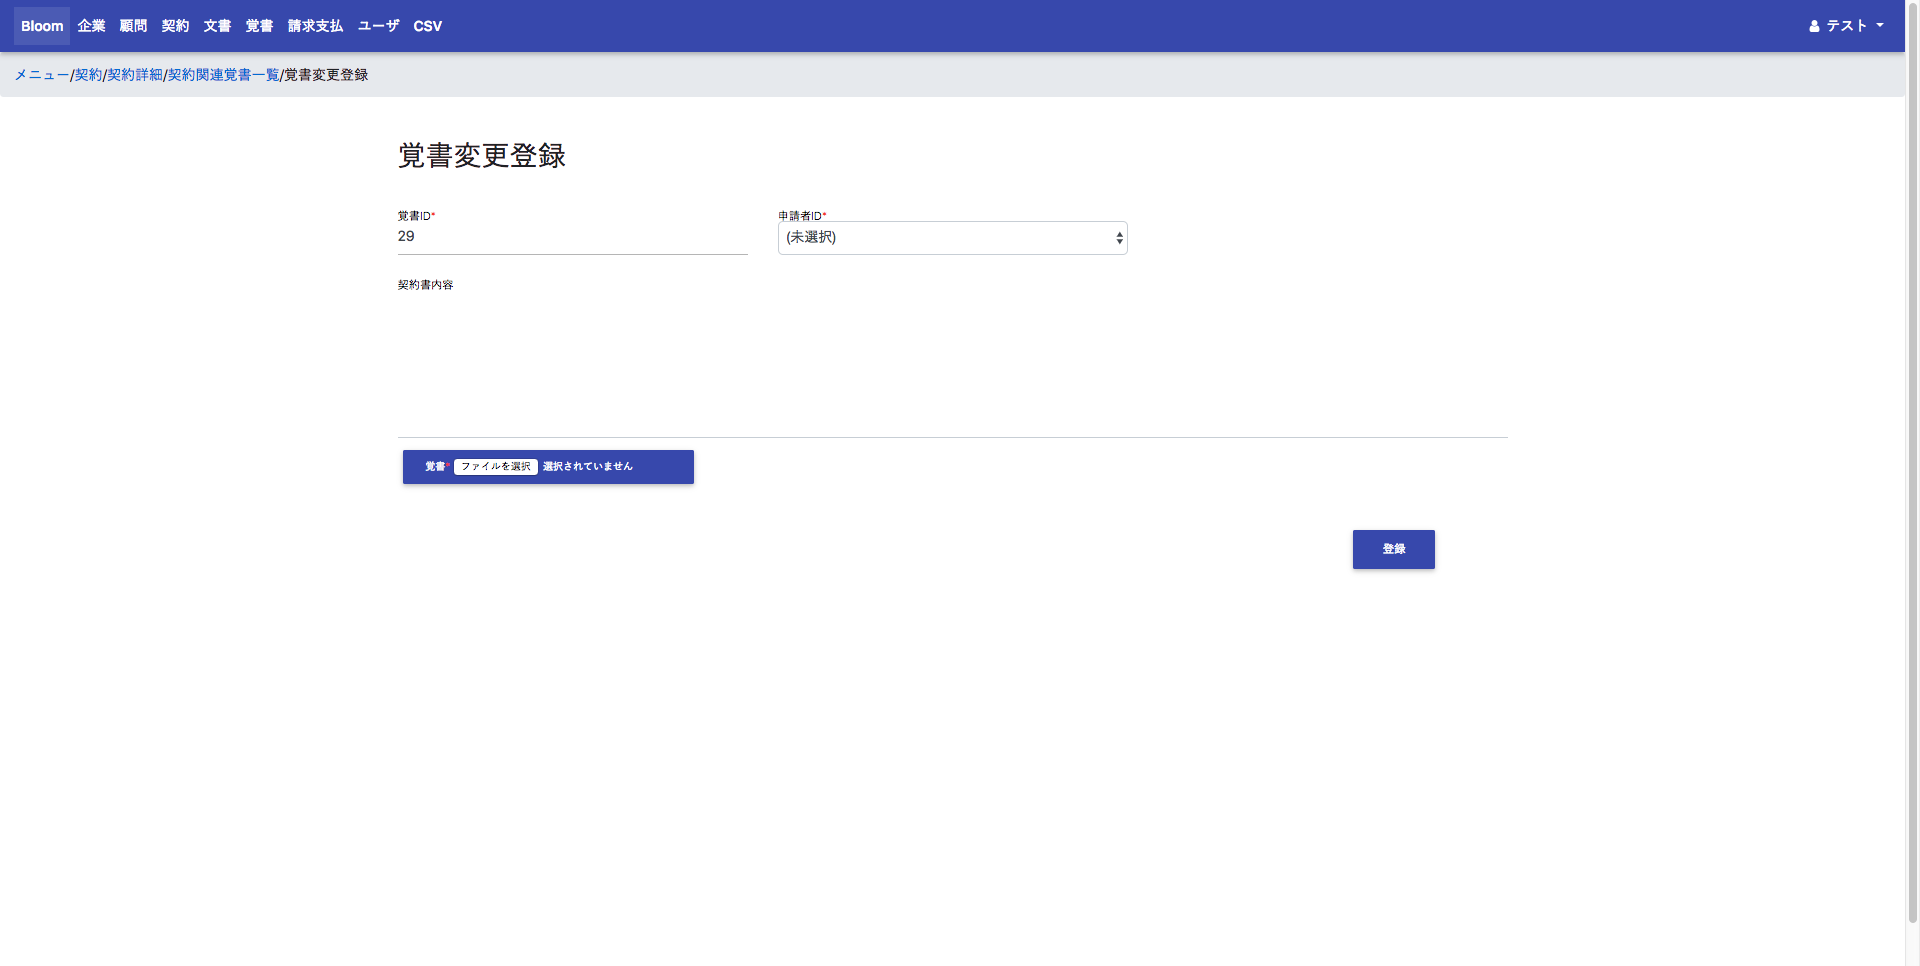 Bloom 企業 顧問 契約 文書 覚書 請求支払 ユーザ CSV テスト
メニュー/契約/契約詳細/契約関連覚書一覧/覚書変更登録
覚書変更登録
覚書ID* 申請者ID*
29 (未選択)
契約書内容
覚書* ファイルを選択 選択されていません
登録